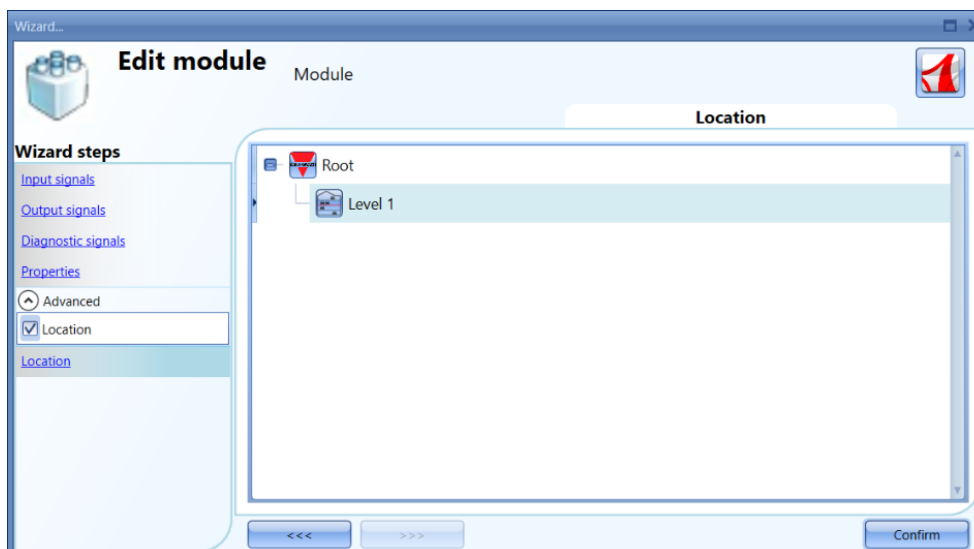 Wizard...
Edit module
Module
Location
Wizard steps
Input signals
Output signals
Diagnostic signals
Properties
Advanced
Location
Location
Root
Level 1
<<<
>>>
Confirm